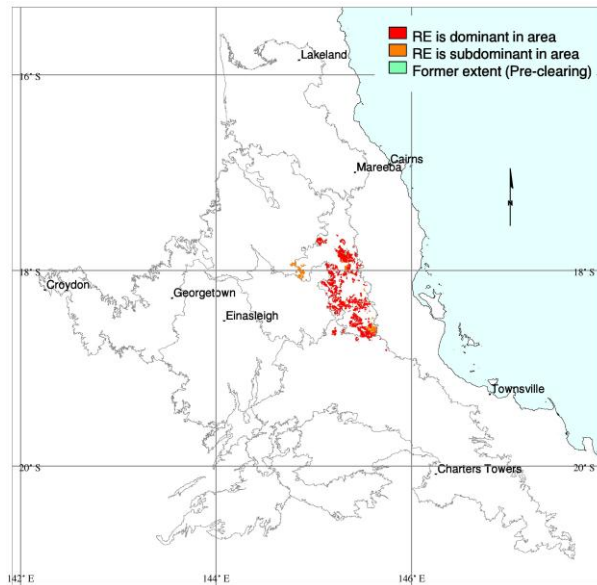 RE is dominant in area
RE is subdominant in area
Former extent (Pre-clearing)
Lakeland
16° S
Cairns
Mareeba
N
18° S
18° S
Croydon
Georgetown
Einasleigh
Townsville
20° S
Charters Towers
20° S
142° E
144° E
146° E